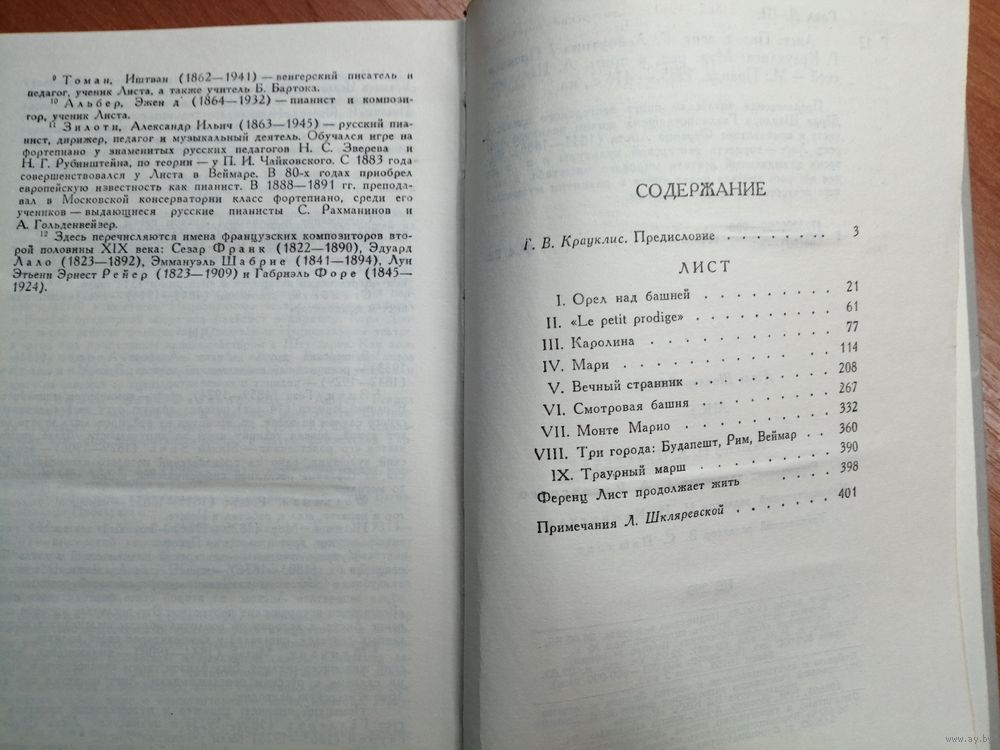 ⁹ Томан, Иштван (1862—1941) — венгерский писатель и
педагог, ученик Листа, а также учитель Б. Бартока.
¹⁰ Альбер, Эжен д (1864—1932) — пианист и компози-
тор, ученик Листа.
¹¹ Зилоти, Александр Ильич (1863—1945) — русский пиа-
нист, дирижер, педагог и музыкальный деятель. Обучался игре на
фортепиано у знаменитых русских педагогов Н. С. Зверева и
Н. Г. Рубинштейна, по теории — у П. И. Чайковского. С 1883 года
совершенствовался у Листа в Веймаре. В 80-х годах приобрел
европейскую известность как пианист. В 1888—1891 гг. препода-
вал в Московской консерватории класс фортепиано, среди его
учеников — выдающиеся русские пианисты С. Рахманинов и
А. Гольденвейзер.
¹² Здесь перечисляются имена французских композиторов вто-
рой половины XIX века: Сезар Франк (1822—1890), Эдуард
Лало (1823—1892), Эммануэль Шабрие (1841—1894), Луи
Этьенн Эрнест Рейер (1823—1909) и Габриэль Форе (1845—
1924).
СОДЕРЖАНИЕ
Г. В. Крауклис. Предисловие . . . . . . . . 3
ЛИСТ
I. Орел над башней . . . . . . . . . 21
II. «Le petit prodige» . . . . . . . . . 61
III. Каролина . . . . . . . . . . . 77
IV. Мари . . . . . . . . . . . . 114
V. Вечный странник . . . . . . . . . 208
VI. Смотровая башня . . . . . . . . . 267
VII. Монте Марио . . . . . . . . . . 332
VIII. Три города: Будапешт, Рим, Веймар . . 360
IX. Траурный марш . . . . . . . . . 390
Ференц Лист продолжает жить . . . . 398
Примечания Л. Шкляревской . . . . . . . 401
www.ay.by